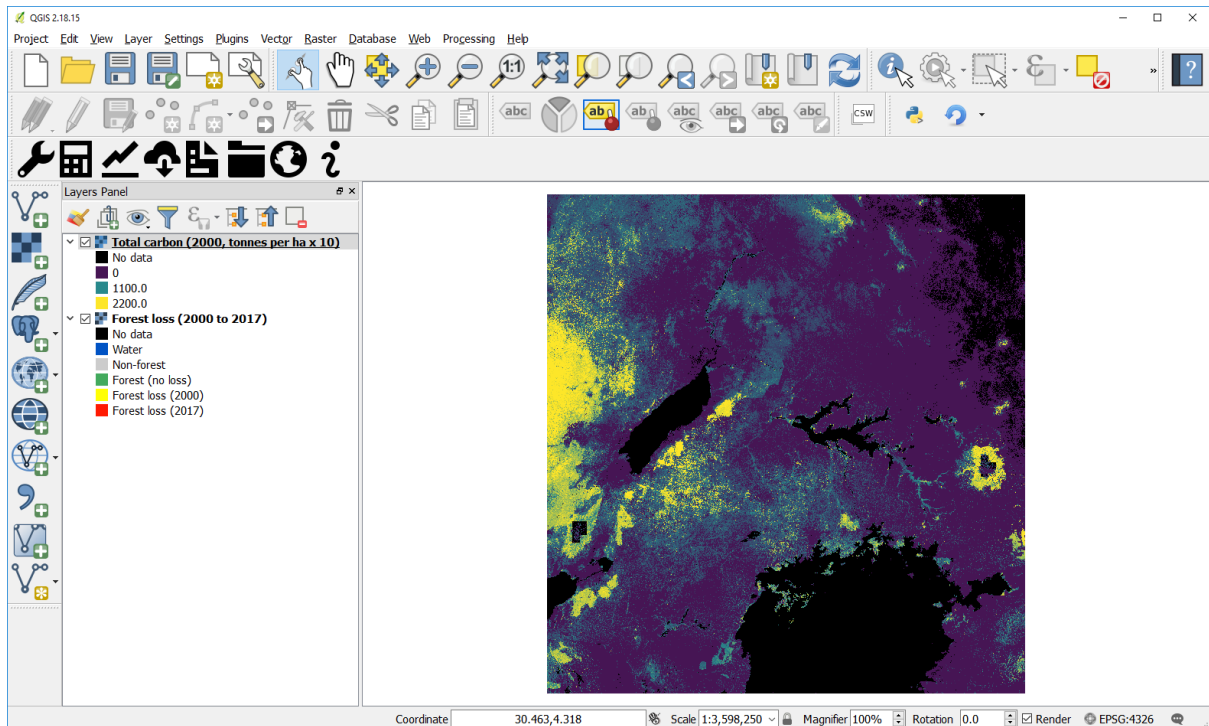 QGIS 2.18.15
Project Edit View Layer Settings Plugins Vector Raster Database Web Processing Help
1:1 » ?
abc ab ab abc abc abc abc CSW
Layers Panel
Total carbon (2000, tonnes per ha x 10)
No data
0
1100.0
2200.0
Forest loss (2000 to 2017)
No data
Water
Non-forest
Forest (no loss)
Forest loss (2000)
Forest loss (2017)
Coordinate 30.463,4.318 Scale 1:3,598,250 Magnifier 100% Rotation 0.0 Render EPSG:4326